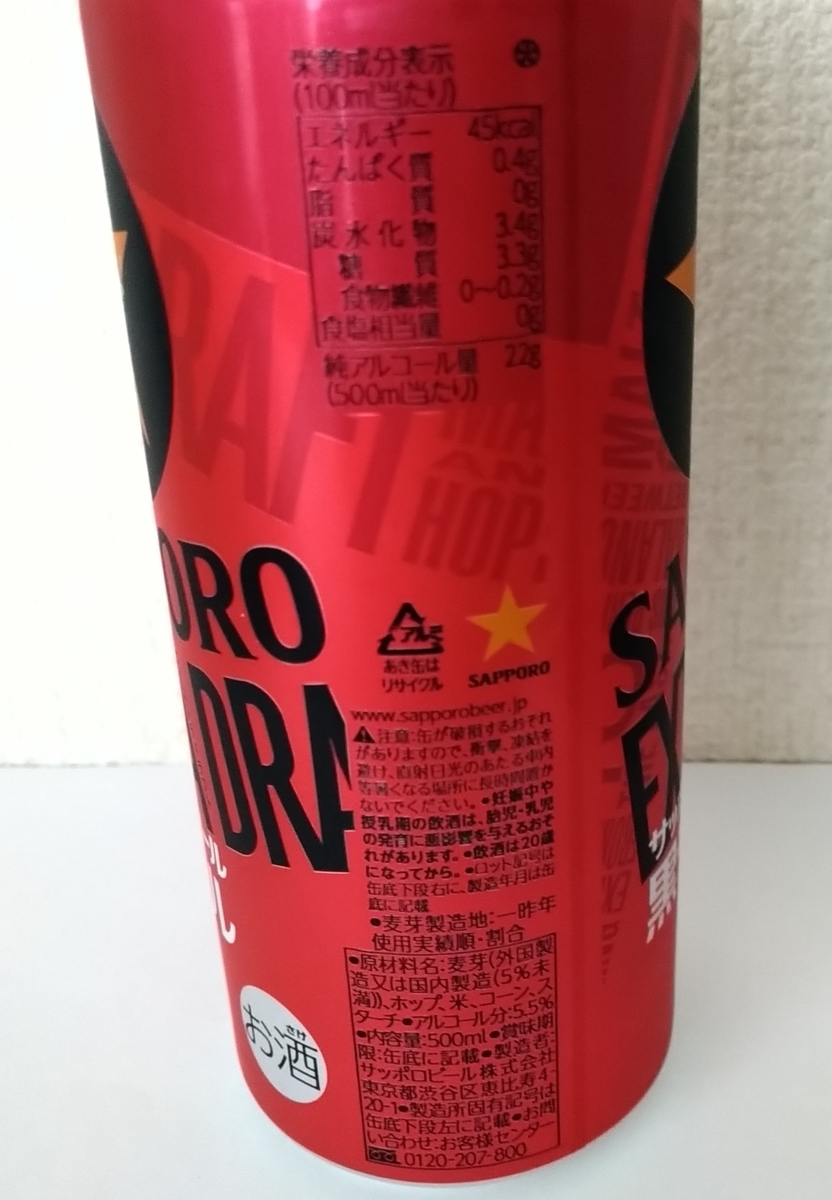 栄養成分表示
(100ml当たり)
エネルギー 45kcal
たんぱく質 0.4g
脂質 0g
炭水化物 3.4g
糖質 3.3g
食物繊維 0〜0.2g
食塩相当量 0g
純アルコール量 22g
(500ml当たり)
RAFT
HOP.
ORO
DRA
ール
ル
アルミ
あき缶は
リサイクル
SAPPORO
www.sapporobeer.jp
注意:缶が破損するおそれ
がありますので、衝撃、凍結を
避け、直射日光のあたる車内
等暑くなる場所に長時間置か
ないでください。●妊娠中や
授乳期の飲酒は、胎児・乳児
の発育に悪影響を与えるおそ
れがあります。●飲酒は20歳
になってから。●ロット記号は
缶底下段右に、製造年月は缶
底に記載
●麦芽製造地:一昨年
使用実績順・割合
●原材料名:麦芽(外国製
造又は国内製造(5%未
満))、ホップ、米、コーン、ス
ターチ●アルコール分:5.5%
●内容量:500ml●賞味期
限:缶底に記載●製造者:
サッポロビール株式会社
東京都渋谷区恵比寿4-
20-1●製造所固有記号は
缶底下段左に記載●お問
い合わせ:お客様センター
0120-207-800
さけ
お酒
SA
EX
サッ
黒